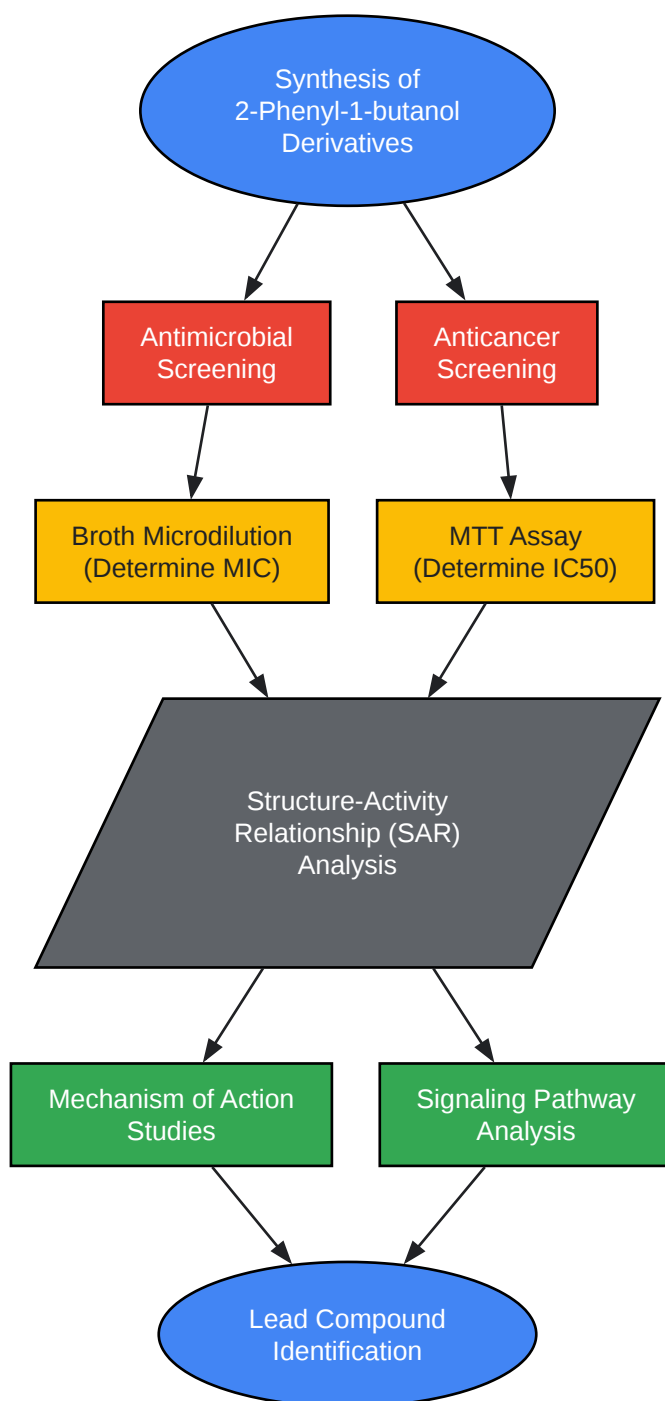 Synthesis of
2-Phenyl-1-butanol
Derivatives
Antimicrobial
Screening
Anticancer
Screening
Broth Microdilution
(Determine MIC)
MTT Assay
(Determine IC50)
Structure-Activity
Relationship (SAR)
Analysis
Mechanism of Action
Studies
Signaling Pathway
Analysis
Lead Compound
Identification